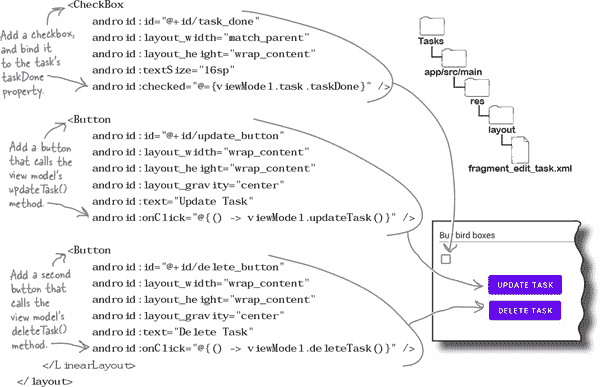 <CheckBox
android:id="@+id/task_done"
android:layout_width="match_parent"
android:layout_height="wrap_content"
android:textSize="16sp"
android:checked="@={viewModel.task.taskDone}" />
Add a checkbox,
and bind it
to the task's
taskDone
property.
<Button
android:id="@+id/update_button"
android:layout_width="wrap_content"
android:layout_height="wrap_content"
android:layout_gravity="center"
android:text="Update Task"
android:onClick="@{() -> viewModel.updateTask()}" />
Add a button
that calls the
view model's
updateTask()
method.
<Button
android:id="@+id/delete_button"
android:layout_width="wrap_content"
android:layout_height="wrap_content"
android:layout_gravity="center"
android:text="Delete Task"
android:onClick="@{() -> viewModel.deleteTask()}" />
Add a second
button that
calls the
view model's
deleteTask()
method.
</LinearLayout>
</layout>
Tasks
app/src/main
res
layout
fragment_edit_task.xml
Buy bird boxes
UPDATE TASK
DELETE TASK